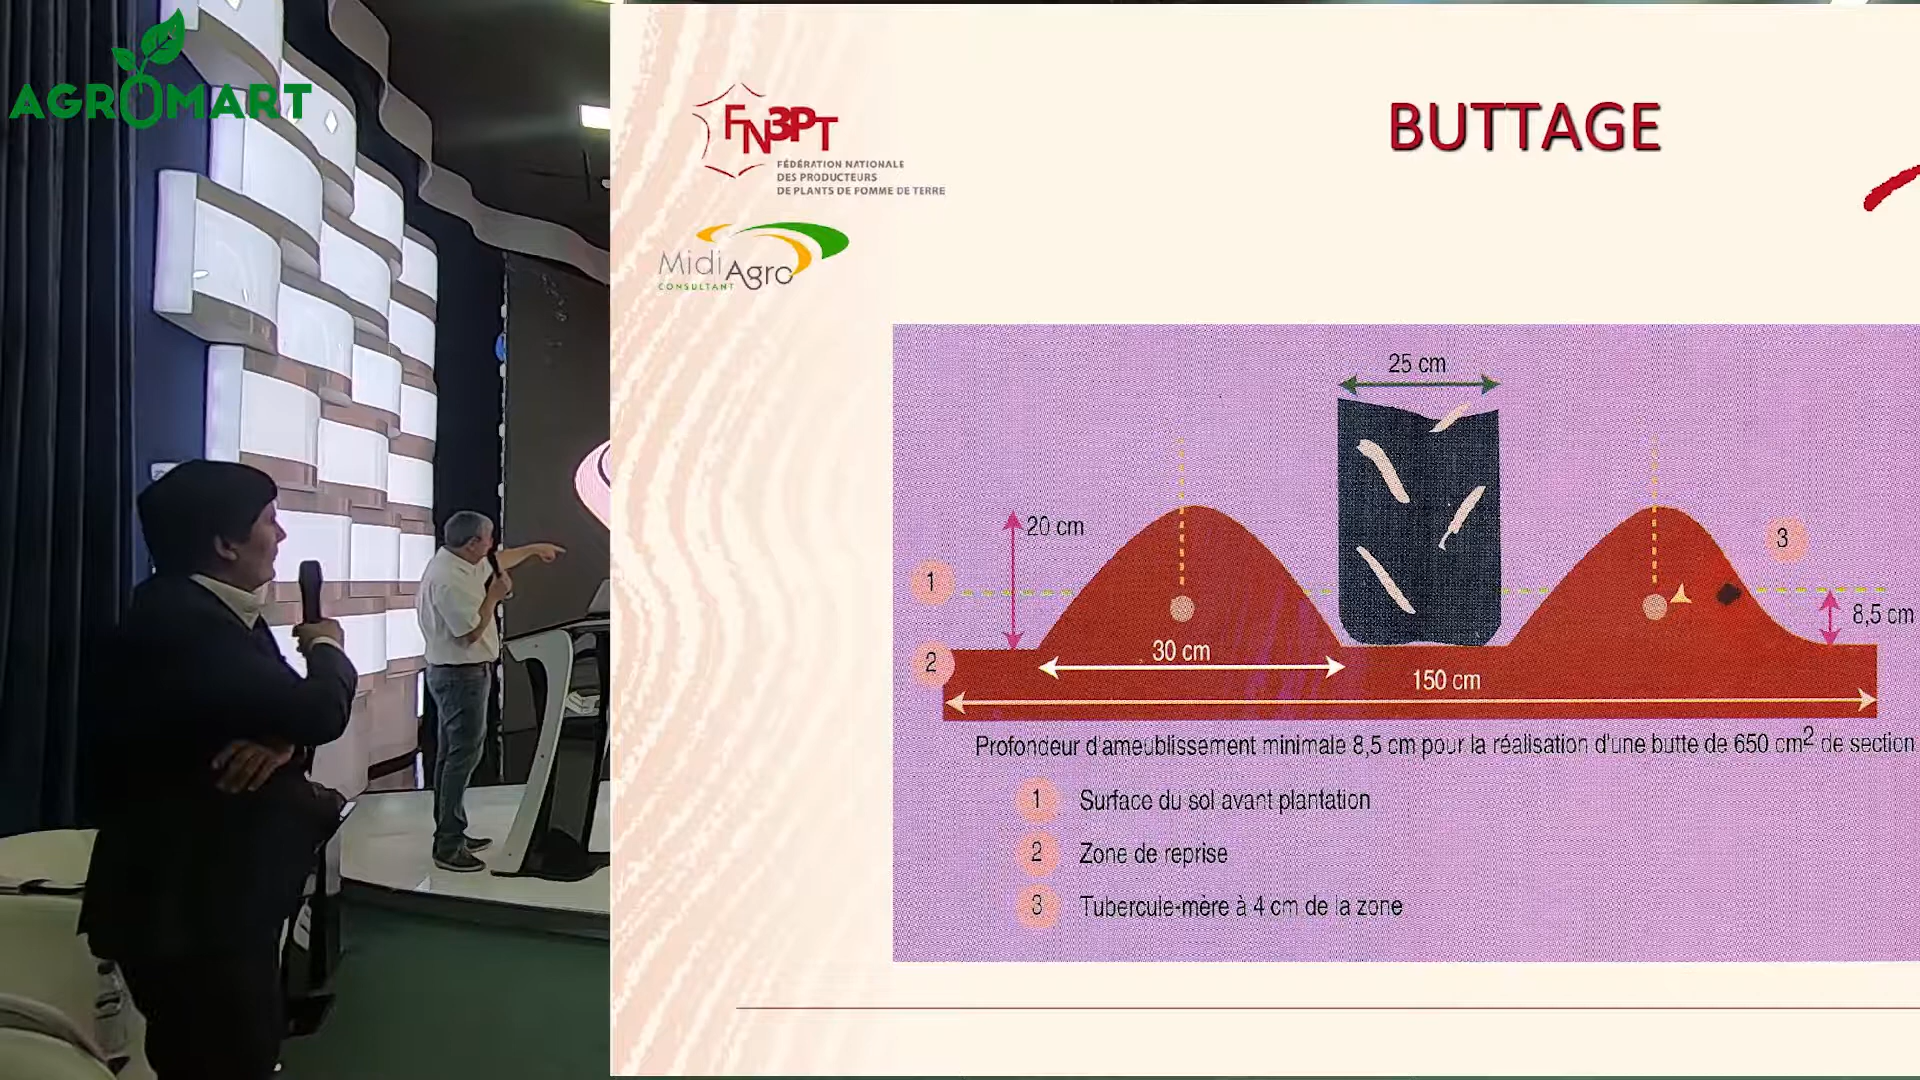 AGROMART
FN3PT
FÉDÉRATION NATIONALE
DES PRODUCTEURS
DE PLANTS DE POMME DE TERRE
Midi Agro
CONSULTANT
BUTTAGE
25 cm
20 cm
3
1
8,5 cm
30 cm
2
150 cm
Profondeur d'ameublissement minimale 8,5 cm pour la réalisation d'une butte de 650 cm2 de section
1 Surface du sol avant plantation
2 Zone de reprise
3 Tubercule-mère à 4 cm de la zone